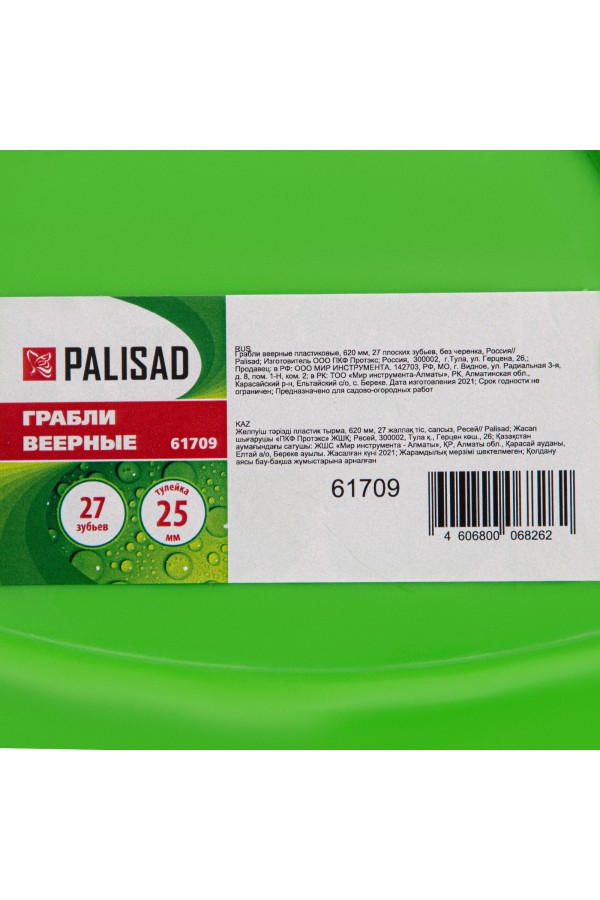 PALISAD
ГРАБЛИ
ВЕЕРНЫЕ 61709
27
зубьев
тулейка
25
мм
RUS
Грабли веерные пластиковые, 620 мм, 27 плоских зубьев, без черенка, Россия//
Palisad; Изготовитель ООО ПКФ Протэкс; Россия, 300002, г.Тула, ул. Герцена, 26,;
Продавец: в РФ: ООО МИР ИНСТРУМЕНТА. 142703, РФ, МО, г. Видное, ул. Радиальная 3-я,
д. 8, пом. 1-Н, ком. 2; в РК: ТОО «Мир инструмента-Алматы», РК, Алматинская обл.,
Карасайский р-н, Ельтайский с/о, с. Береке. Дата изготовления 2021; Срок годности не
ограничен; Предназначено для садово-огородных работ
KAZ
Желпуіш тәрізді пластик тырма, 620 мм, 27 жалпақ тіс, сапсыз, Ресей// Palisad; Жасап
шығарушы «ПКФ Протэкс» ЖШҚ; Ресей, 300002, Тула қ., Герцен көш., 26; Қазақстан
аумағындағы сатушы: ЖШС «Мир инструмента - Алматы», ҚР, Алматы обл., Қарасай ауданы,
Елтай а/о, Береке ауылы. Жасалған күні 2021; Жарамдылық мерзімі шектелмеген; Қолдану
аясы бау-бақша жұмыстарына арналған
61709
4 606800 068262